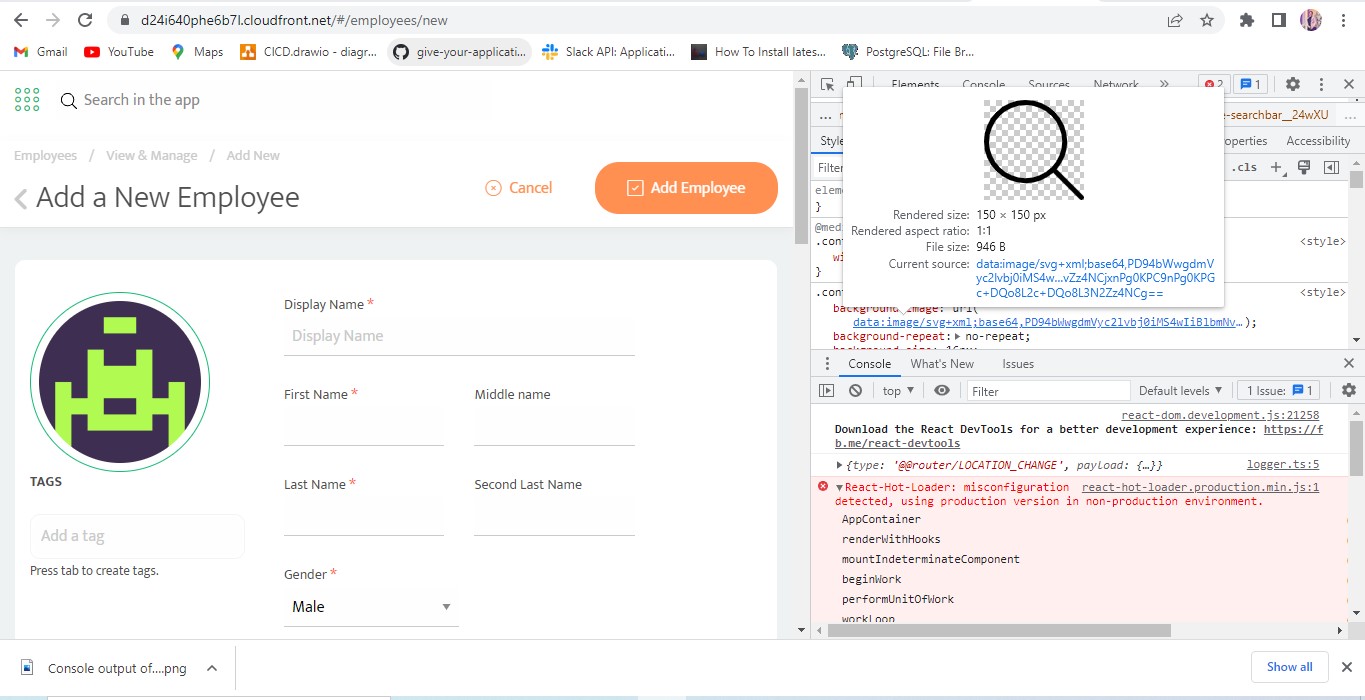 d24i640phe6b7l.cloudfront.net/#/employees/new
Gmail YouTube Maps CICD.drawio - diagr... give-your-applicati... Slack API: Applicati... How To Install lates... PostgreSQL: File Br...
Search in the app
Employees / View & Manage / Add New
Add a New Employee
Cancel
Add Employee
Display Name *
Display Name
First Name *
Middle name
TAGS
Last Name *
Second Last Name
Add a tag
Press tab to create tags.
Gender *
Male
Elements Console Sources Network » 2 1
... e-searchbar__24wXU ...
Style operties Accessibility
Filter .cls
elem
}
@med
.con <style>
wi
}
.con <style>
Rendered size: 150 × 150 px
Rendered aspect ratio: 1:1
File size: 946 B
Current source: data:image/svg+xml;base64,PD94bWwgdmV
yc2lvbj0iMS4w...vZz4NCjxnPg0KPC9nPg0KPG
c+DQo8L2c+DQo8L3N2Zz4NCg==
background-image: url(
data:image/svg+xml;base64,PD94bWwgdmVyc2lvbj0iMS4wIiBlbmNv…);
background-repeat: no-repeat;
background-size: 16px;
Console What's New Issues
top Filter Default levels 1 Issue: 1
react-dom.development.js:21258
Download the React DevTools for a better development experience: https://f
b.me/react-devtools
{type: '@@router/LOCATION_CHANGE', payload: {…}} logger.ts:5
React-Hot-Loader: misconfiguration react-hot-loader.production.min.js:1
detected, using production version in non-production environment.
AppContainer
renderWithHooks
mountIndeterminateComponent
beginWork
performUnitOfWork
workLoop
Console output of....png
Show all